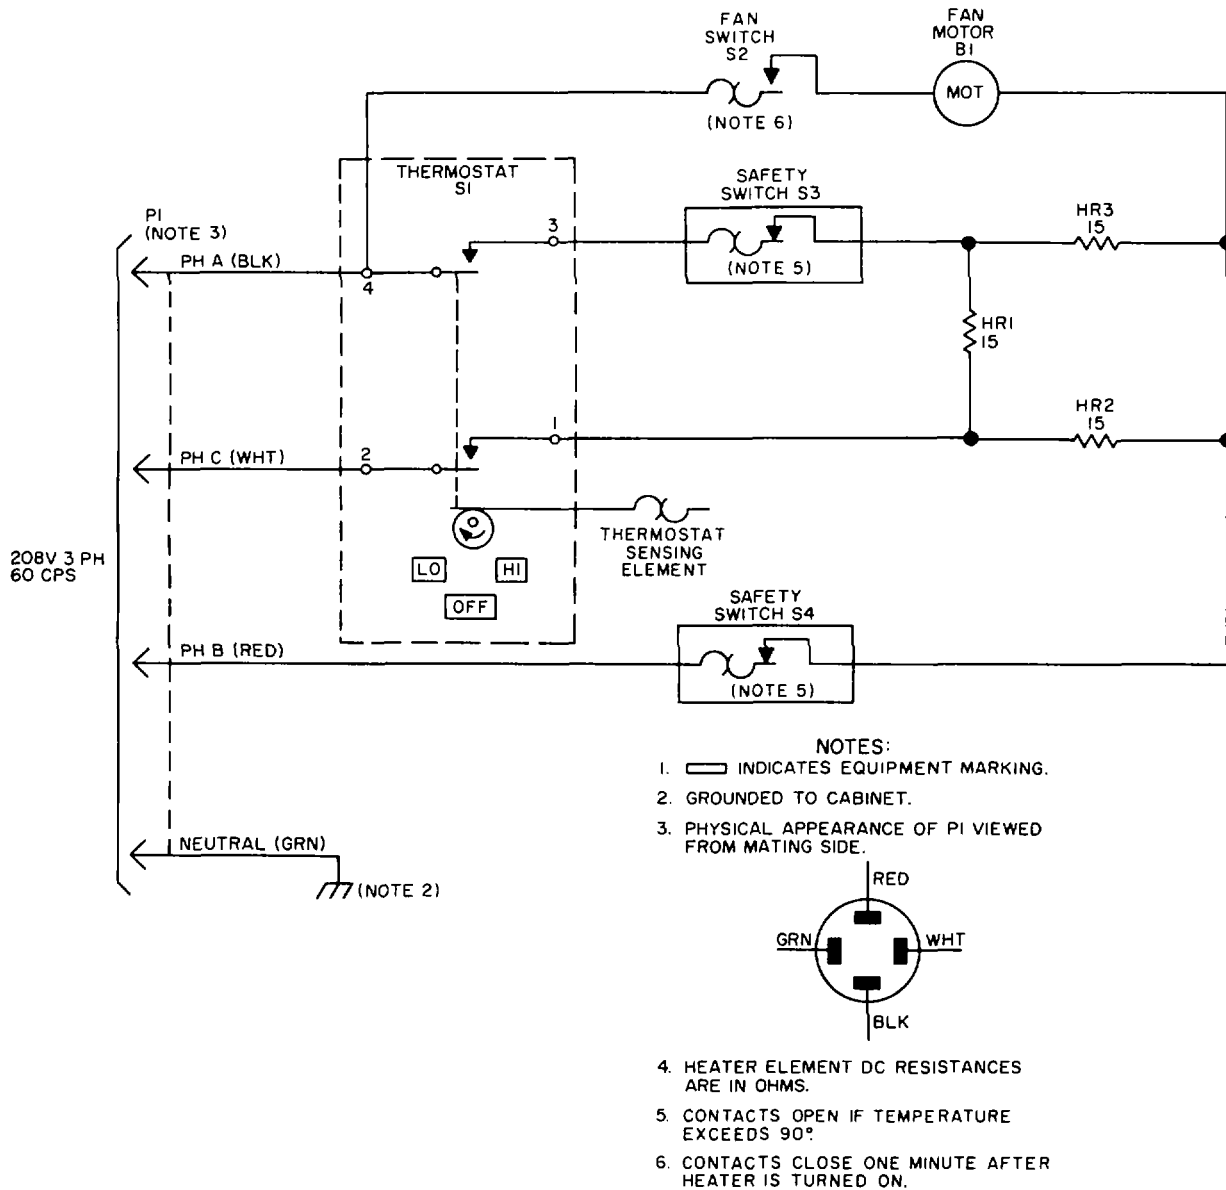 FAN
SWITCH
S2
(NOTE 6)
FAN
MOTOR
B1
MOT
THERMOSTAT
S1
SAFETY
SWITCH S3
(NOTE 5)
P1
(NOTE 3)
PH A (BLK)
4
3
HR3
15
HR1
15
HR2
15
1
PH C (WHT)
2
THERMOSTAT
SENSING
ELEMENT
LO
HI
OFF
208V 3 PH
60 CPS
SAFETY
SWITCH S4
(NOTE 5)
PH B (RED)
NEUTRAL (GRN)
(NOTE 2)
NOTES:
1. INDICATES EQUIPMENT MARKING.
2. GROUNDED TO CABINET.
3. PHYSICAL APPEARANCE OF P1 VIEWED
FROM MATING SIDE.
RED
GRN
WHT
BLK
4. HEATER ELEMENT DC RESISTANCES
ARE IN OHMS.
5. CONTACTS OPEN IF TEMPERATURE
EXCEEDS 90°.
6. CONTACTS CLOSE ONE MINUTE AFTER
HEATER IS TURNED ON.